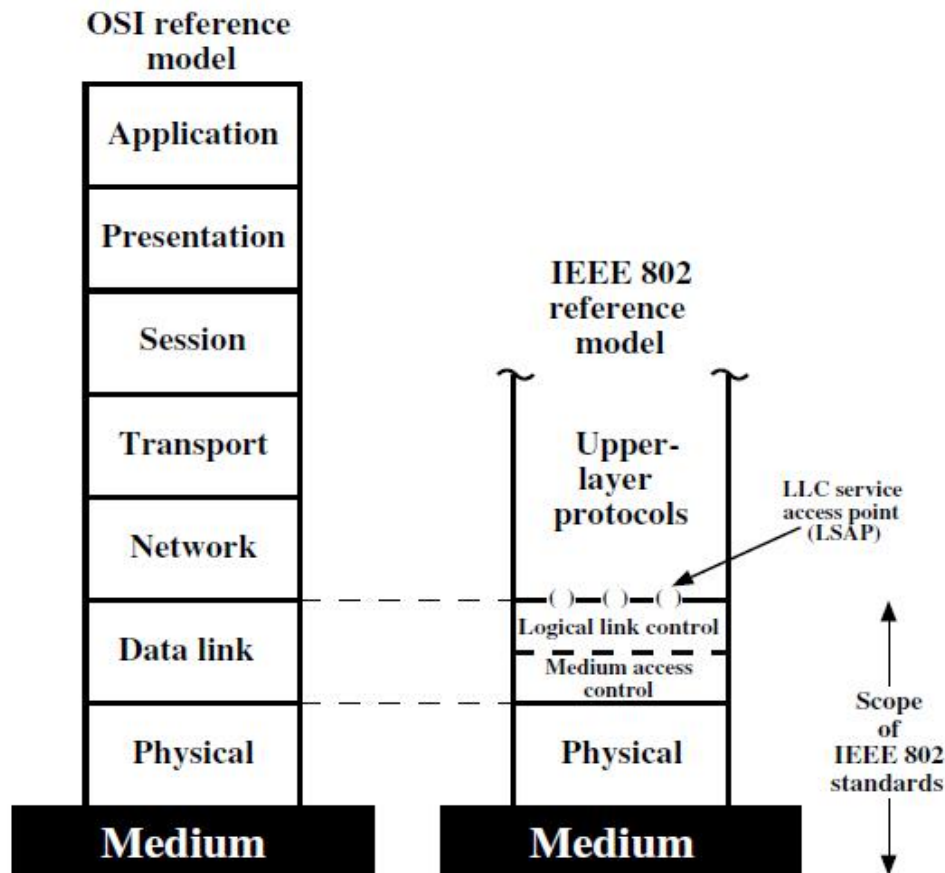 OSI reference
model
Application
Presentation
Session
Transport
Network
Data link
Physical
Medium
IEEE 802
reference
model
Upper-
layer
protocols
LLC service
access point
(LSAP)
Logical link control
Medium access
control
Physical
Medium
Scope
of
IEEE 802
standards